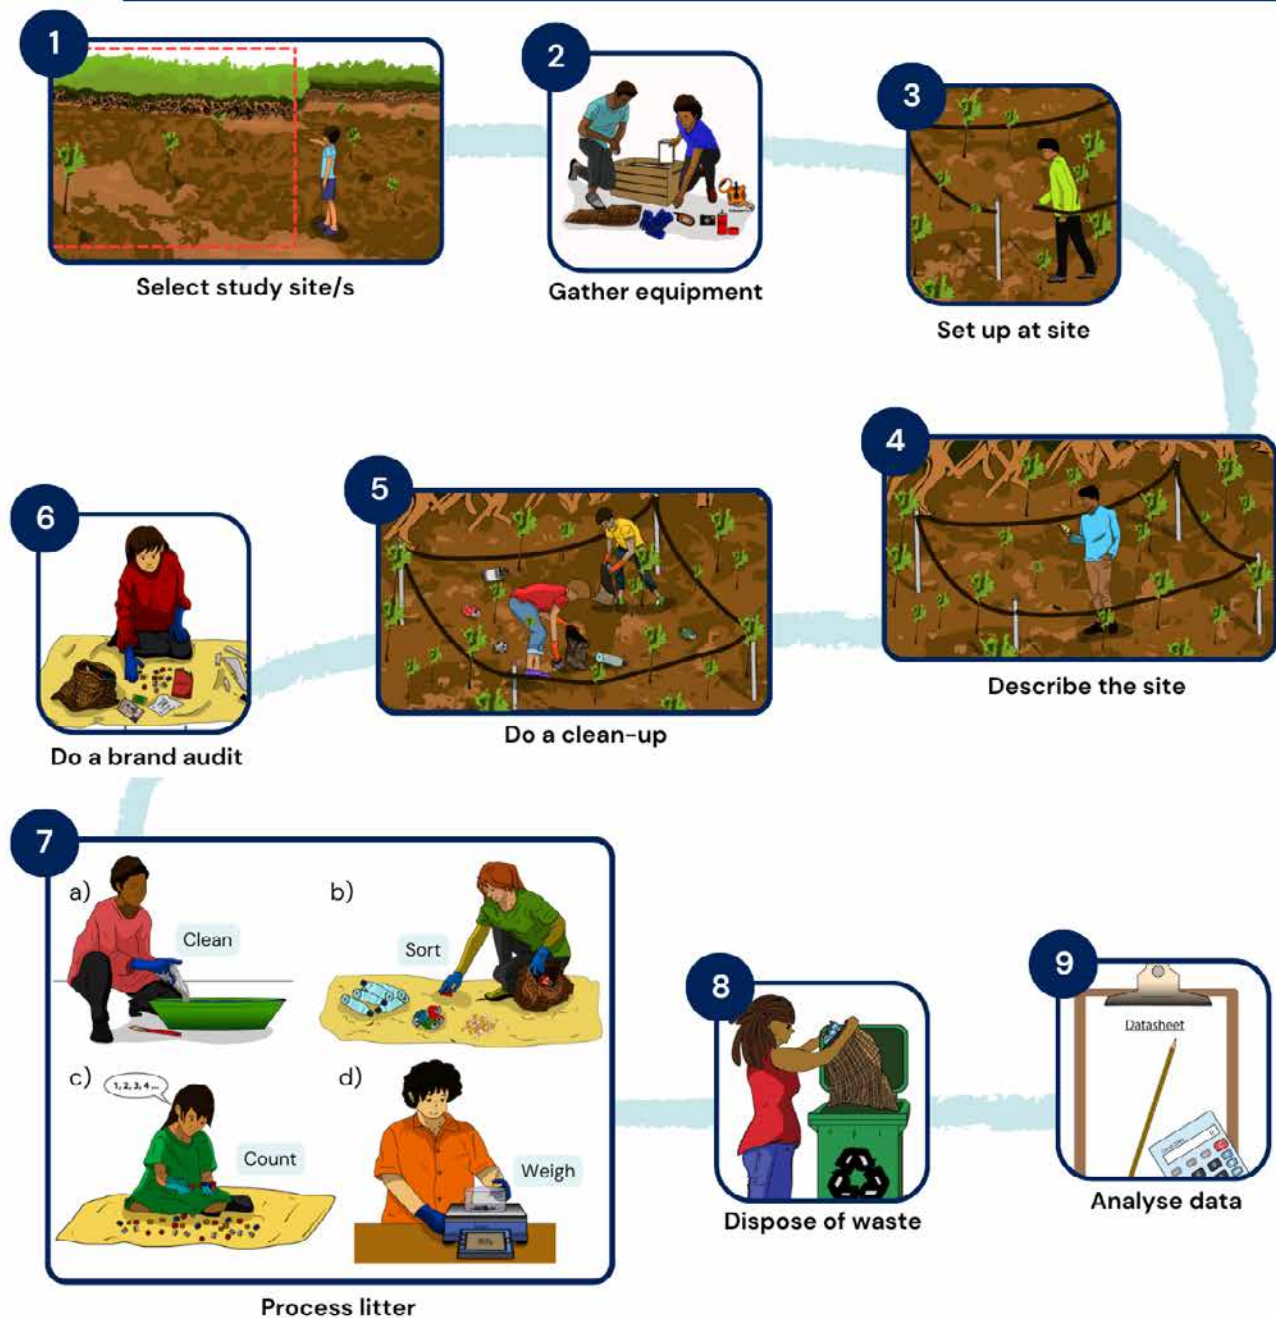 1
Select study site/s
2
Gather equipment
3
Set up at site
4
Describe the site
5
Do a clean-up
6
Do a brand audit
7
a)
Clean
b)
Sort
c)
1, 2, 3, 4 ...
Count
d)
Weigh
Process litter
8
Dispose of waste
9
Datasheet
Analyse data